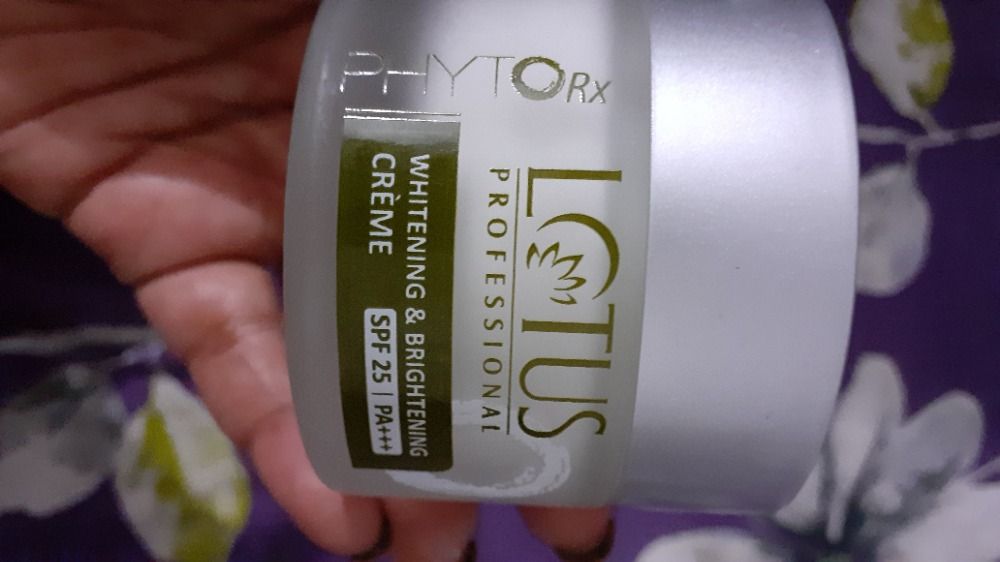 PHYTORx
LOTUS
PROFESSIONAL
WHITENING & BRIGHTENING
CRÈME
SPF 25 | PA+++